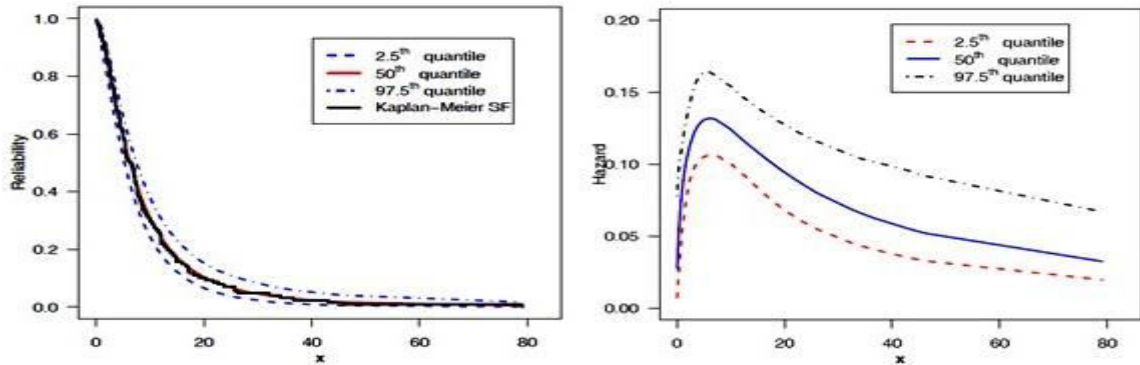 1.0
0.8
0.6
0.4
0.2
0.0
Reliability
2.5th quantile
50th quantile
97.5th quantile
Kaplan-Meier SF
0 20 40 60 80
x
0.20
0.15
0.10
0.05
0.00
Hazard
2.5th quantile
50th quantile
97.5th quantile
0 20 40 60 80
x